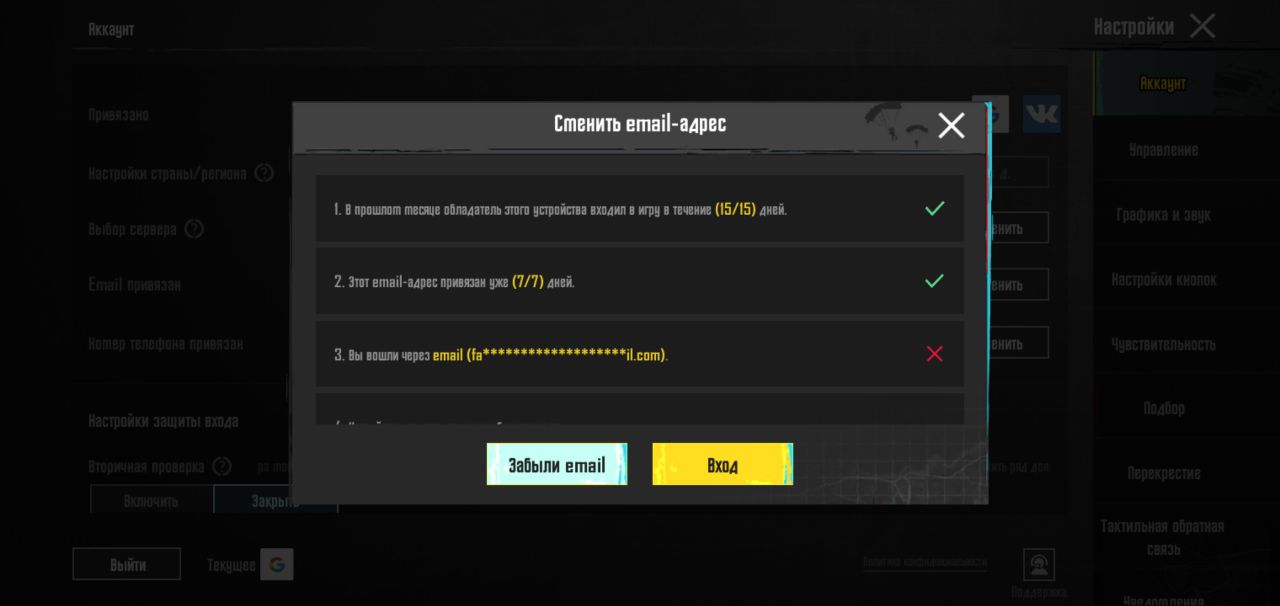 Аккаунт
Настройки
Аккаунт
Сменить email-адрес
Привязано
Управление
Настройки страны/региона ?
1. В прошлом месяце обладатель этого устройства входил в игру в течение (15/15) дней.
Графика и звук
Выбор сервера ?
2. Этот email-адрес привязан уже (7/7) дней.
Настройки кнопок
Email привязан
Номер телефона привязан
3. Вы вошли через email (fa*******************il.com).
Чувствительность
Подбор
Настройки защиты входа
Забыли email
Вход
Вторичная проверка ?
Перекрестие
Включить
Закрыть
Тактильная обратная
связь
Выйти
Текущее
Политика конфиденциальности
Поддержка
Уведомления